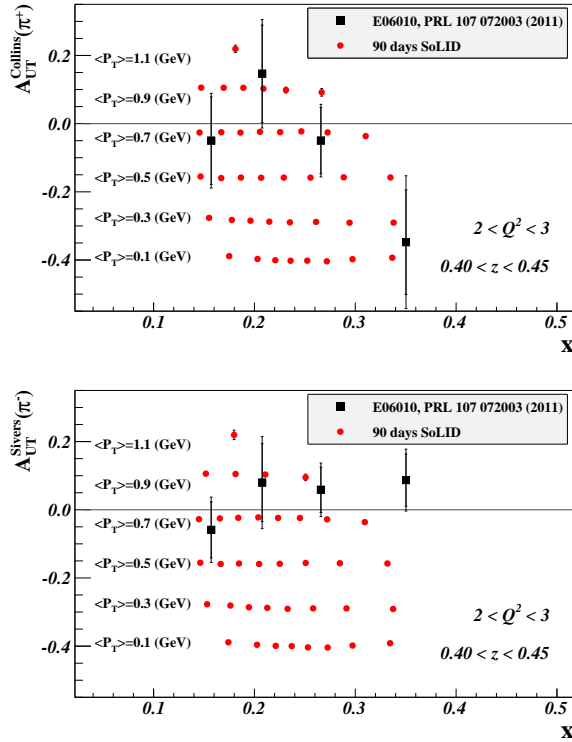 A_UT^Collins(π⁺)
E06010, PRL 107 072003 (2011)
90 days SoLID
0.2
0.0
-0.2
-0.4
<P_T>=1.1 (GeV)
<P_T>=0.9 (GeV)
<P_T>=0.7 (GeV)
<P_T>=0.5 (GeV)
<P_T>=0.3 (GeV)
<P_T>=0.1 (GeV)
2 < Q² < 3
0.40 < z < 0.45
0.1 0.2 0.3 0.4 0.5
x
A_UT^Sivers(π⁻)
E06010, PRL 107 072003 (2011)
90 days SoLID
0.2
0.0
-0.2
-0.4
<P_T>=1.1 (GeV)
<P_T>=0.9 (GeV)
<P_T>=0.7 (GeV)
<P_T>=0.5 (GeV)
<P_T>=0.3 (GeV)
<P_T>=0.1 (GeV)
2 < Q² < 3
0.40 < z < 0.45
0.1 0.2 0.3 0.4 0.5
x